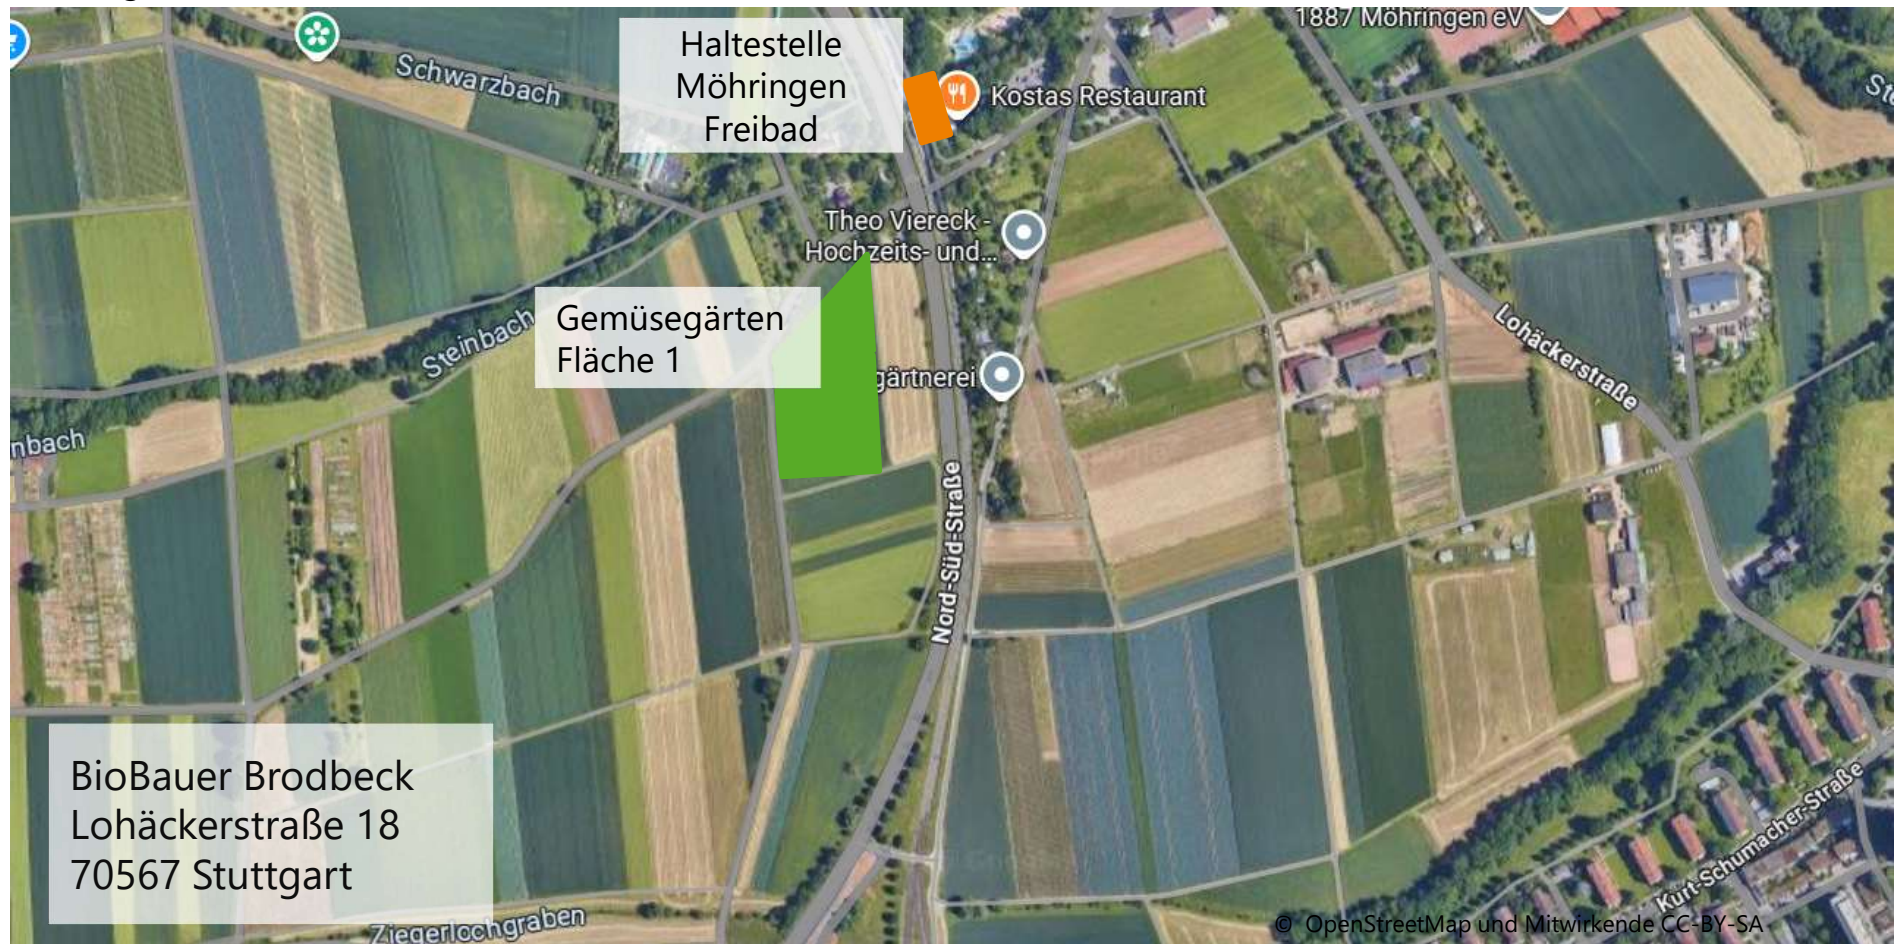 1887 Möhringen eV
Haltestelle
Möhringen
Freibad
Schwarzbach
Kostas Restaurant
Theo Viereck -
Hochzeits- und...
Gemüsegärten
Fläche 1
Steinbach
gärtnerei
Lohäckerstraße
nbach
Nord-Süd-Straße
BioBauer Brodbeck
Lohäckerstraße 18
70567 Stuttgart
Kurt-Schumacher-Straße
Ziegerlochgraben
© OpenStreetMap und Mitwirkende CC-BY-SA